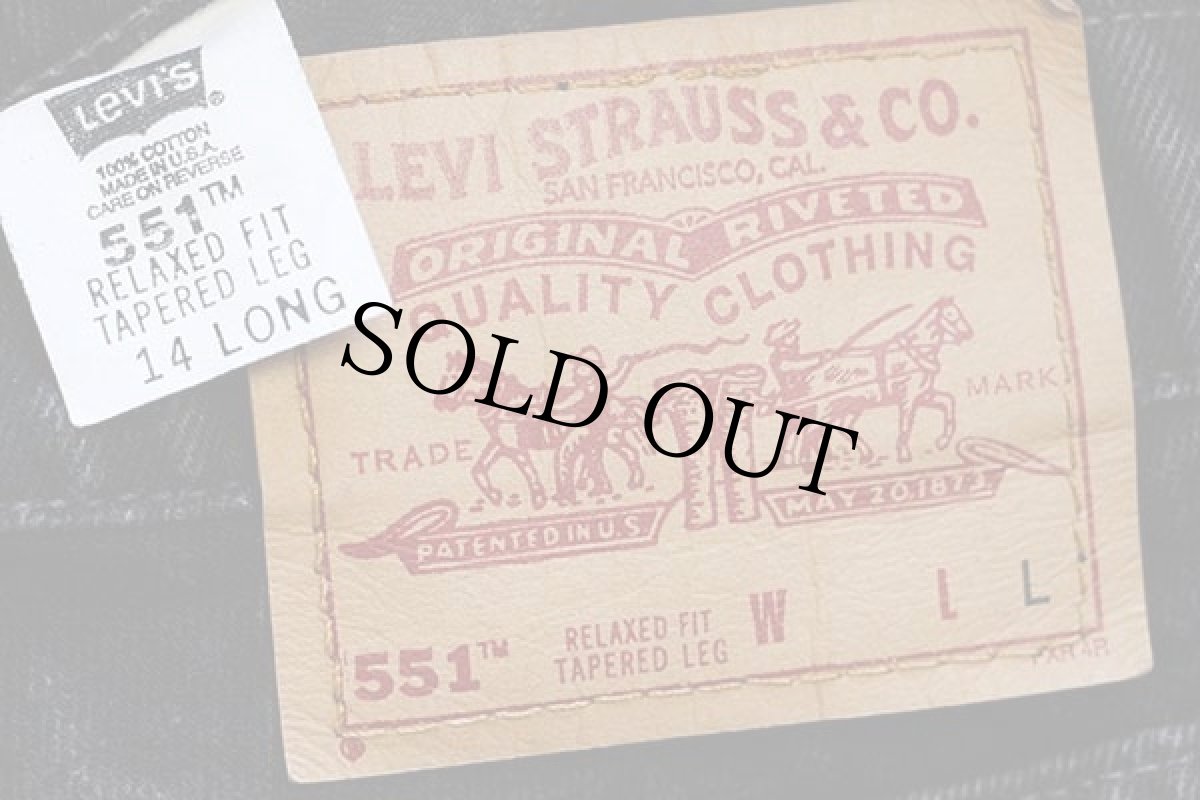 Levi's ®
100% COTTON
MADE IN U.S.A.
CARE ON REVERSE
551™
RELAXED FIT
TAPERED LEG
14 LONG
LEVI STRAUSS & CO.
SAN FRANCISCO, CAL.
ORIGINAL RIVETED
QUALITY CLOTHING
TRADE MARK
PATENTED IN U.S MAY 20 1873
551™ RELAXED FIT W L L
TAPERED LEG
SOLD OUT